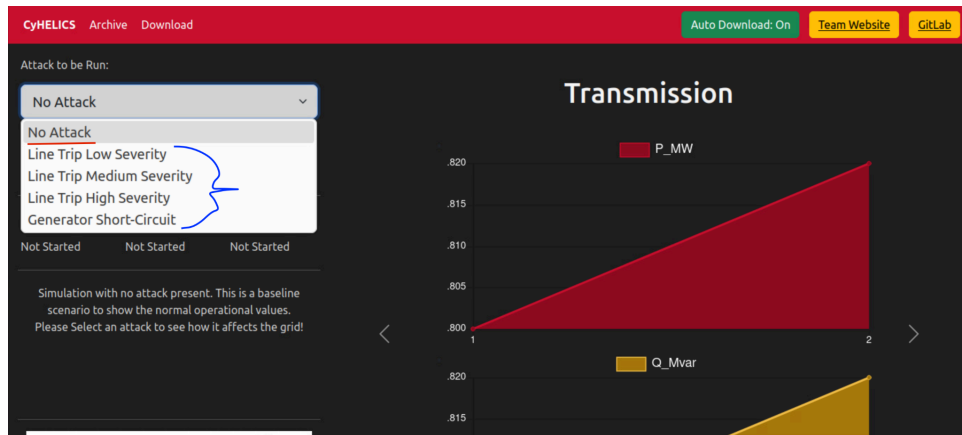 CyHELICS Archive Download Auto Download: On Team Website GitLab
Attack to be Run:
No Attack
No Attack
Line Trip Low Severity
Line Trip Medium Severity
Line Trip High Severity
Generator Short-Circuit
Not Started Not Started Not Started
Simulation with no attack present. This is a baseline
scenario to show the normal operational values.
Please Select an attack to see how it affects the grid!
Transmission
P_MW
.820
.815
.810
.805
.800
1 2
Q_Mvar
.820
.815